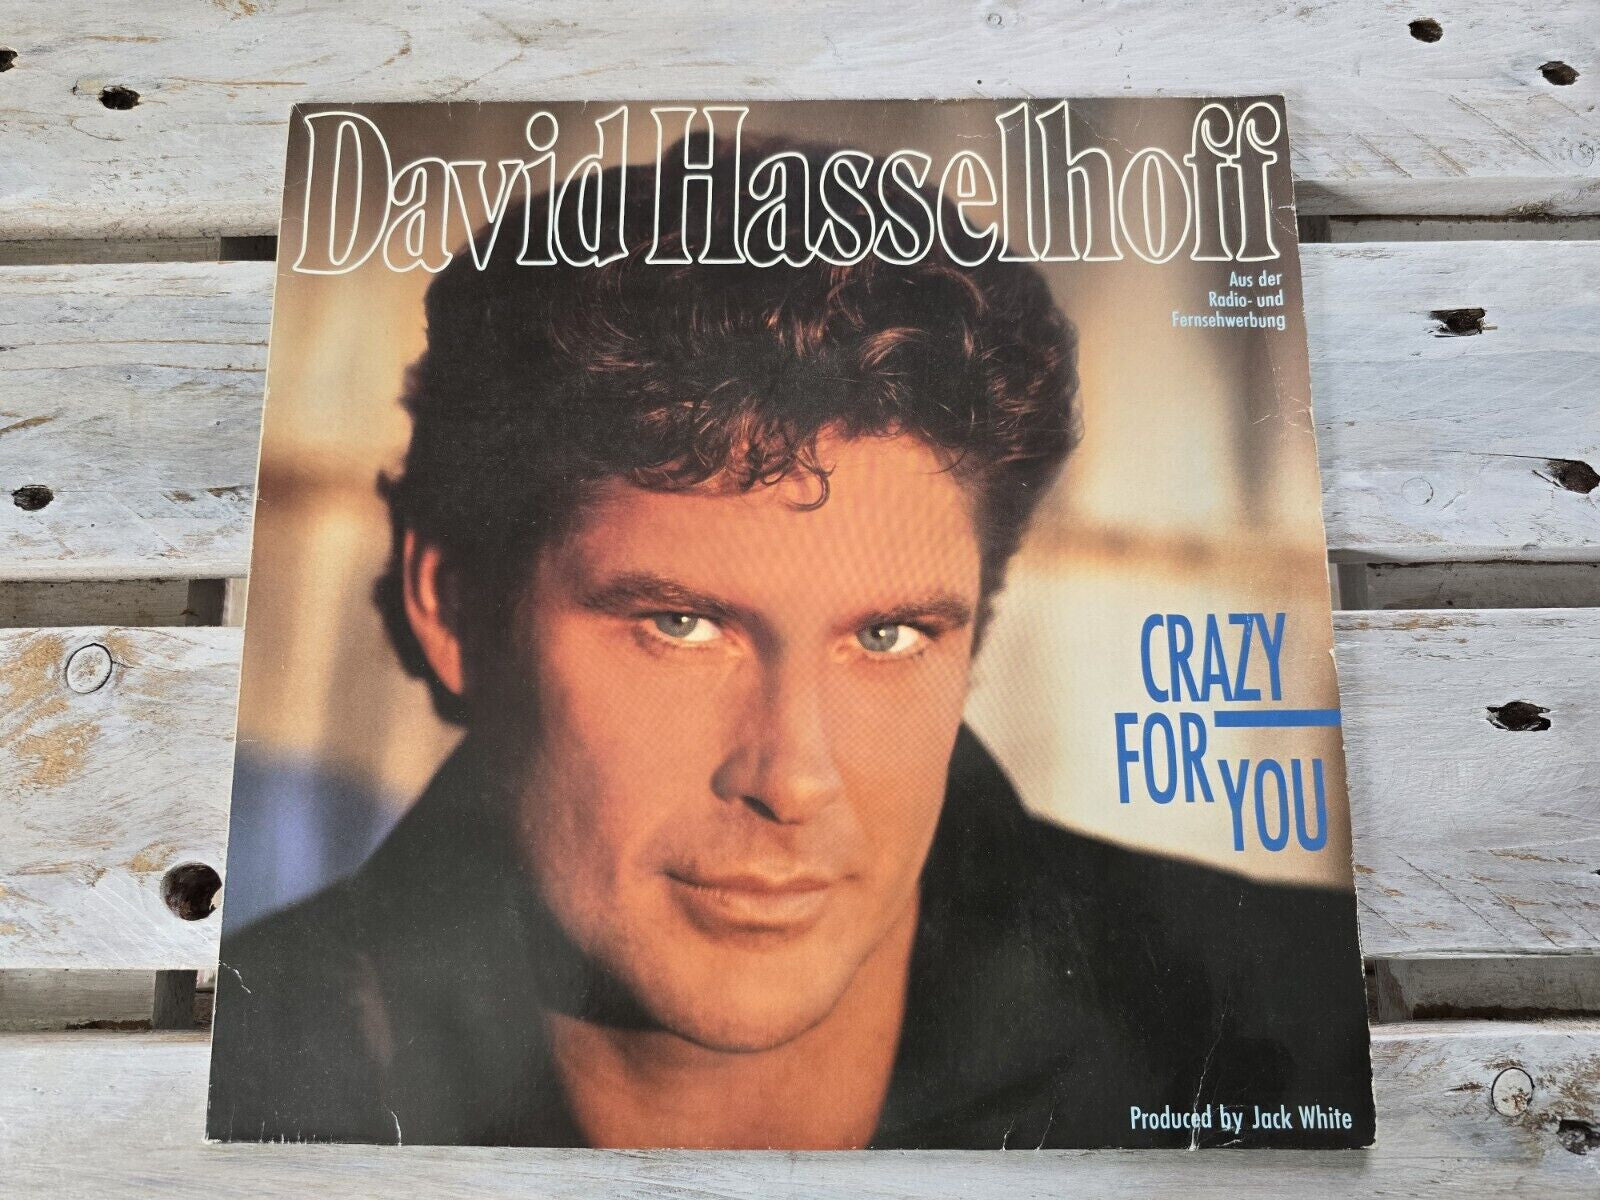 David Hasselhoff
Aus der
Radio- und
Fernsehwerbung
CRAZY
FOR
YOU
Produced by Jack White